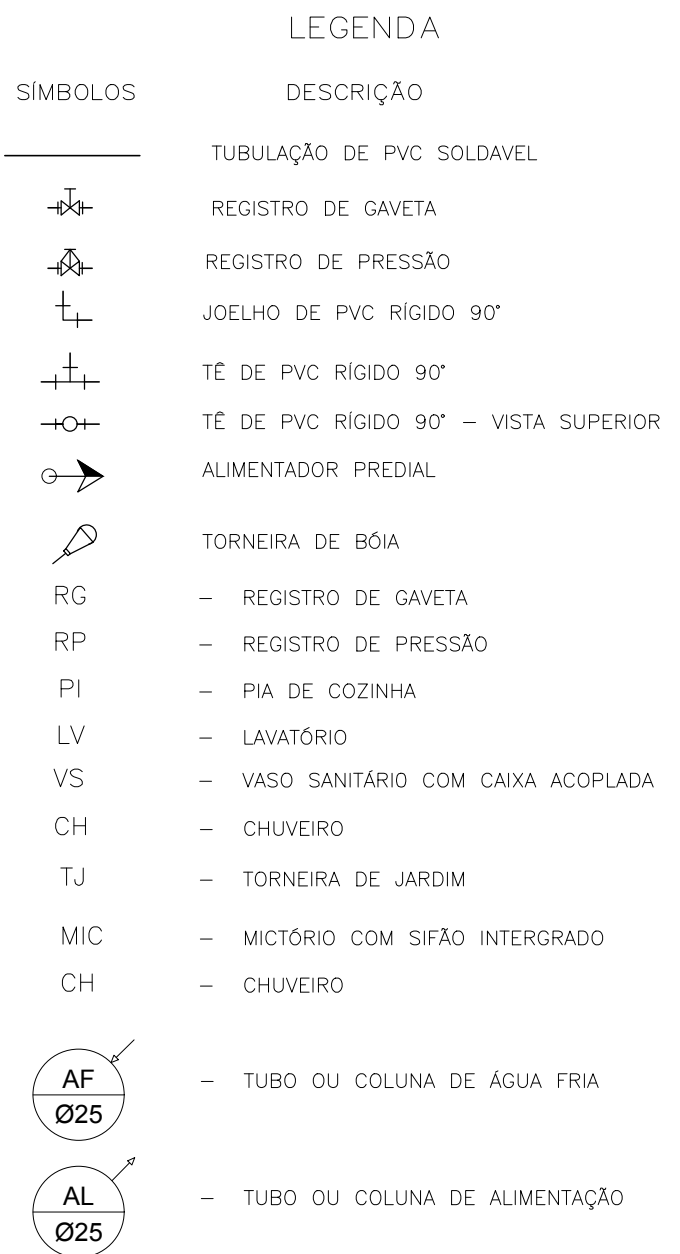 LEGENDA
SÍMBOLOS DESCRIÇÃO
TUBULAÇÃO DE PVC SOLDAVEL
REGISTRO DE GAVETA
REGISTRO DE PRESSÃO
JOELHO DE PVC RÍGIDO 90°
TÊ DE PVC RÍGIDO 90°
TÊ DE PVC RÍGIDO 90° – VISTA SUPERIOR
ALIMENTADOR PREDIAL
TORNEIRA DE BÓIA
RG – REGISTRO DE GAVETA
RP – REGISTRO DE PRESSÃO
PI – PIA DE COZINHA
LV – LAVATÓRIO
VS – VASO SANITÁRIO COM CAIXA ACOPLADA
CH – CHUVEIRO
TJ – TORNEIRA DE JARDIM
MIC – MICTÓRIO COM SIFÃO INTERGRADO
CH – CHUVEIRO
AF – TUBO OU COLUNA DE ÁGUA FRIA
Ø25
AL – TUBO OU COLUNA DE ALIMENTAÇÃO
Ø25